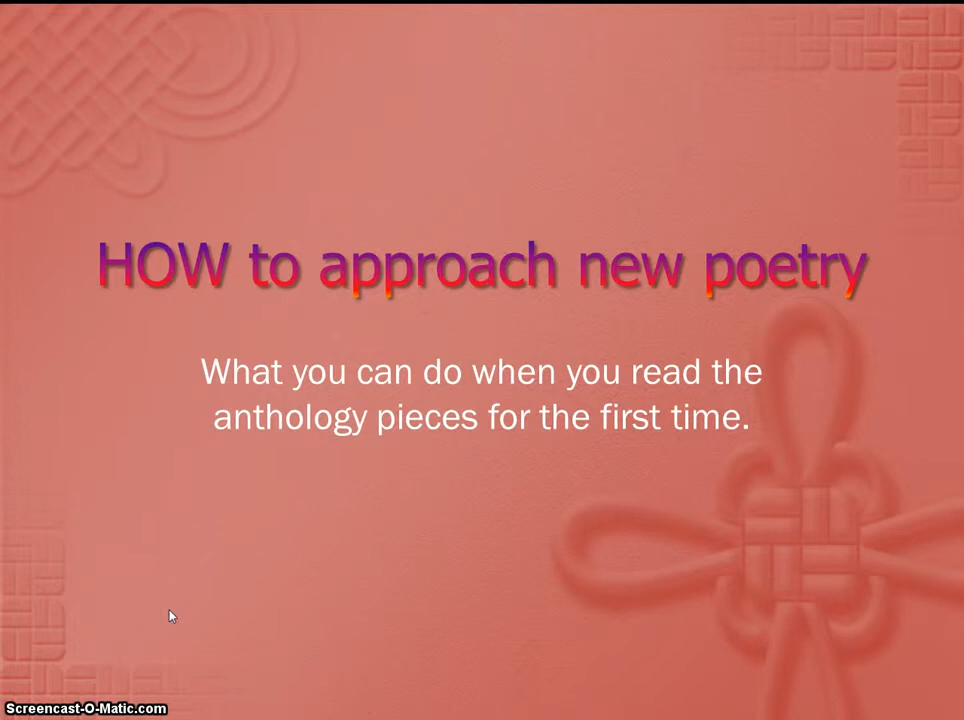 HOW to approach new poetry
What you can do when you read the
anthology pieces for the first time.
Screencast-O-Matic.com